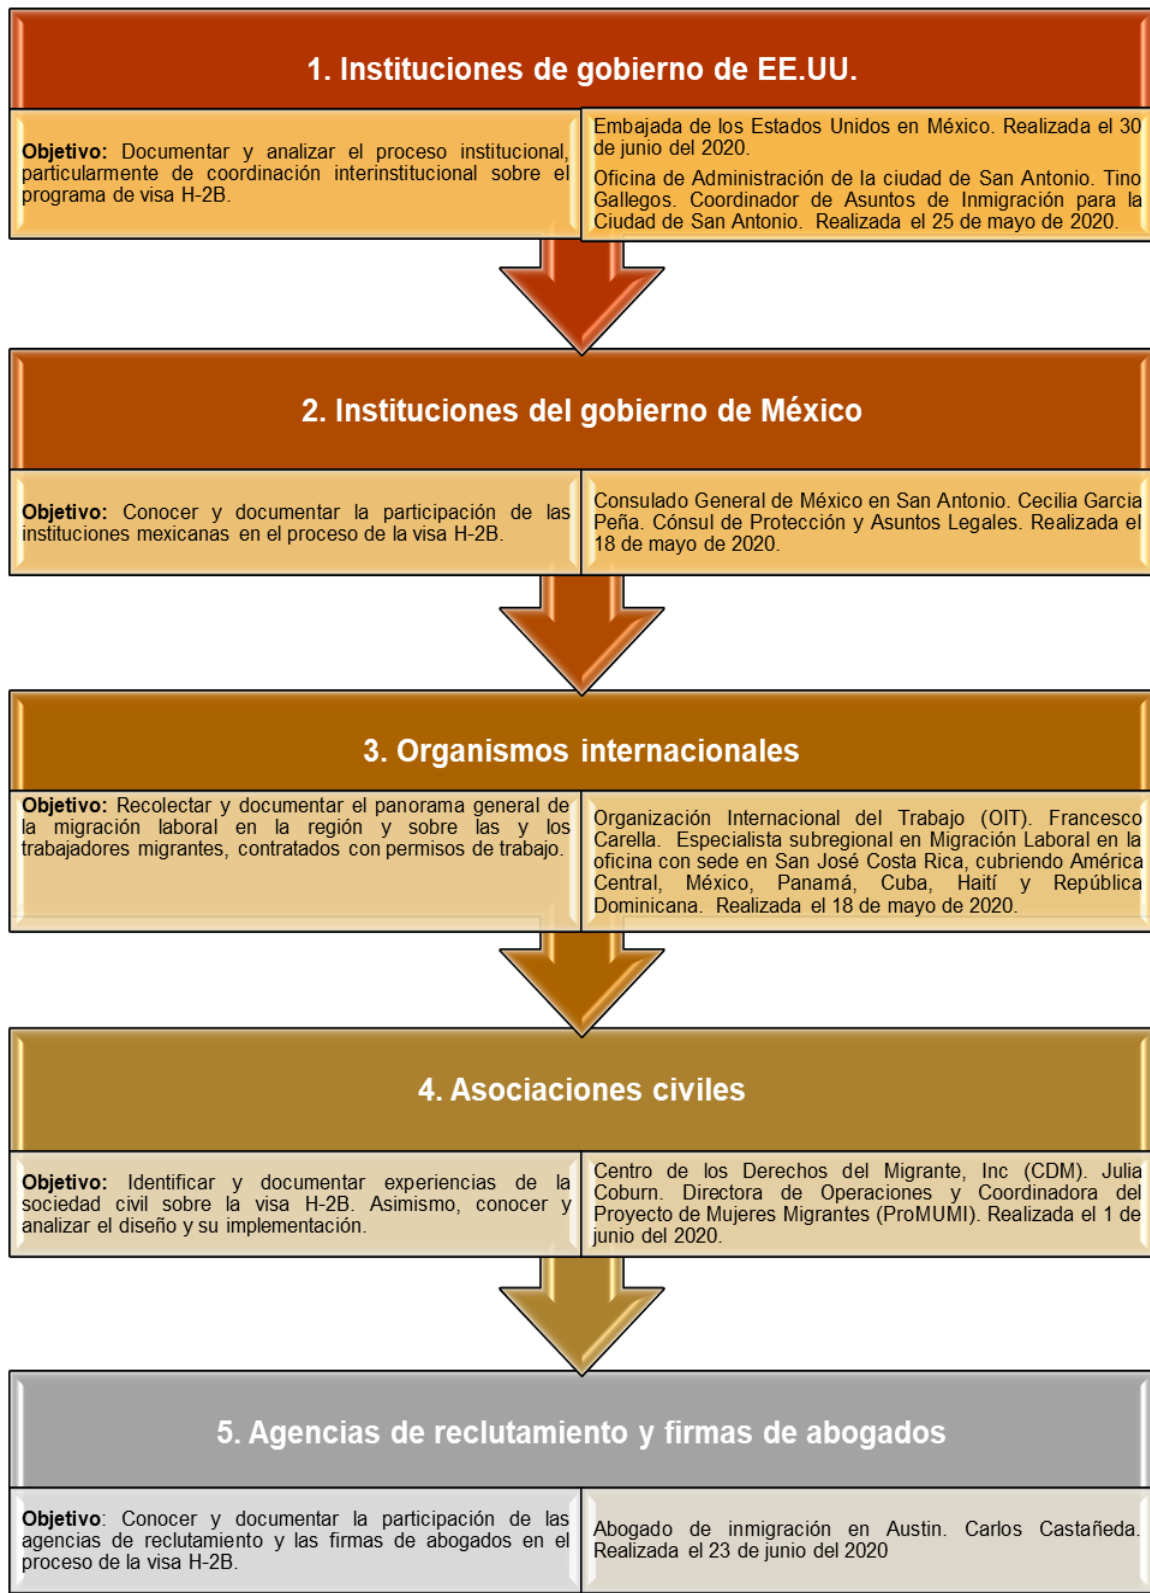 1. Instituciones de gobierno de EE.UU.
Objetivo: Documentar y analizar el proceso institucional,
particularmente de coordinación interinstitucional sobre el
programa de visa H-2B.
Embajada de los Estados Unidos en México. Realizada el 30
de junio del 2020.
Oficina de Administración de la ciudad de San Antonio. Tino
Gallegos. Coordinador de Asuntos de Inmigración para la
Ciudad de San Antonio. Realizada el 25 de mayo de 2020.
2. Instituciones del gobierno de México
Objetivo: Conocer y documentar la participación de las
instituciones mexicanas en el proceso de la visa H-2B.
Consulado General de México en San Antonio. Cecilia Garcia
Peña. Cónsul de Protección y Asuntos Legales. Realizada el
18 de mayo de 2020.
3. Organismos internacionales
Objetivo: Recolectar y documentar el panorama general de
la migración laboral en la región y sobre las y los
trabajadores migrantes, contratados con permisos de trabajo.
Organización Internacional del Trabajo (OIT). Francesco
Carella. Especialista subregional en Migración Laboral en la
oficina con sede en San José Costa Rica, cubriendo América
Central, México, Panamá, Cuba, Haití y República
Dominicana. Realizada el 18 de mayo de 2020.
4. Asociaciones civiles
Objetivo: Identificar y documentar experiencias de la
sociedad civil sobre la visa H-2B. Asimismo, conocer y
analizar el diseño y su implementación.
Centro de los Derechos del Migrante, Inc (CDM). Julia
Coburn. Directora de Operaciones y Coordinadora del
Proyecto de Mujeres Migrantes (ProMUMI). Realizada el 1 de
junio del 2020.
5. Agencias de reclutamiento y firmas de abogados
Objetivo: Conocer y documentar la participación de las
agencias de reclutamiento y las firmas de abogados en el
proceso de la visa H-2B.
Abogado de inmigración en Austin. Carlos Castañeda.
Realizada el 23 de junio del 2020